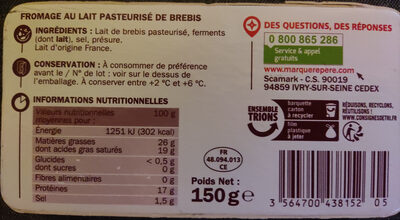 FROMAGE AU LAIT PASTEURISÉ DE BREBIS
INGRÉDIENTS : Lait de brebis pasteurisé, ferments
(dont lait), sel, présure.
Lait d'origine France.
CONSERVATION : À consommer de préférence
avant le / N° de lot : voir sur le dessus de
l'emballage. À conserver entre +2 °C et +6 °C.
INFORMATIONS NUTRITIONNELLES
Valeurs nutritionnelles moyennes pour : 100 g
Énergie 1251 kJ (302 kcal)
Matières grasses 26 g
dont acides gras saturés 19 g
Glucides < 0,5 g
dont sucres 0 g
Fibres alimentaires 0 g
Protéines 17 g
Sel 1,5 g
DES QUESTIONS, DES RÉPONSES
0 800 865 286
Service & appel
gratuits
www.marquerepere.com
Scamark - C.S. 90019
94859 IVRY-SUR-SEINE CEDEX
ENSEMBLE
TRIONS
barquette
carton
à recycler
film
plastique
à jeter
RÉDUISONS, RECYCLONS,
RÉUTILISONS !
WWW.CONSIGNESDETRI.FR
FR
48.094.013
CE
Poids Net :
150 g e
3 564700 438152
05